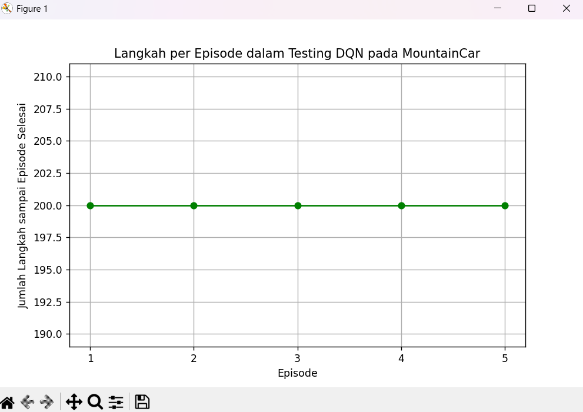 Figure 1
Langkah per Episode dalam Testing DQN pada MountainCar
Jumlah Langkah sampai Episode Selesai
210.0
207.5
205.0
202.5
200.0
197.5
195.0
192.5
190.0
1 2 3 4 5
Episode